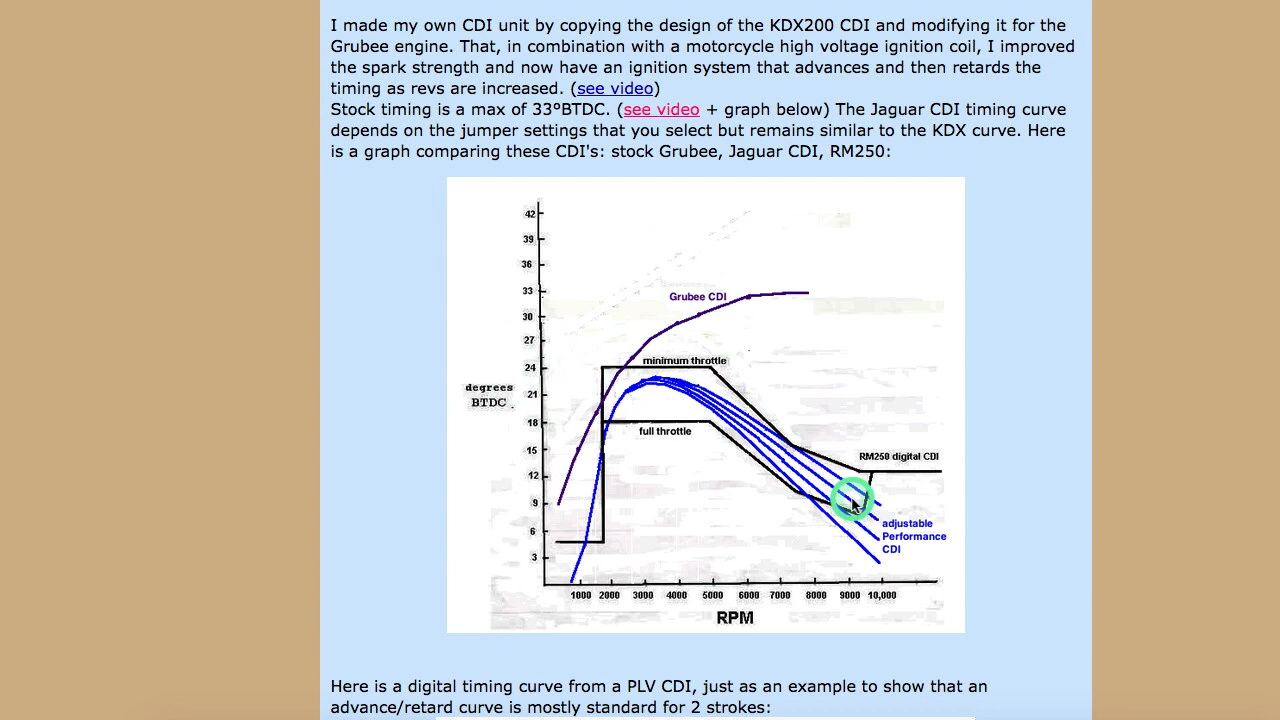 I made my own CDI unit by copying the design of the KDX200 CDI and modifying it for the
Grubee engine. That, in combination with a motorcycle high voltage ignition coil, I improved
the spark strength and now have an ignition system that advances and then retards the
timing as revs are increased. (see video)
Stock timing is a max of 33ºBTDC. (see video + graph below) The Jaguar CDI timing curve
depends on the jumper settings that you select but remains similar to the KDX curve. Here
is a graph comparing these CDI's: stock Grubee, Jaguar CDI, RM250:
42
39
36
33
Grubee CDI
30
27
24
minimum throttle
degrees
BTDC .
21
18
full throttle
15
RM250 digital CDI
12
9
6
adjustable
Performance
CDI
3
1000 2000 3000 4000 5000 6000 7000 8000 9000 10,000
RPM
Here is a digital timing curve from a PLV CDI, just as an example to show that an
advance/retard curve is mostly standard for 2 strokes: